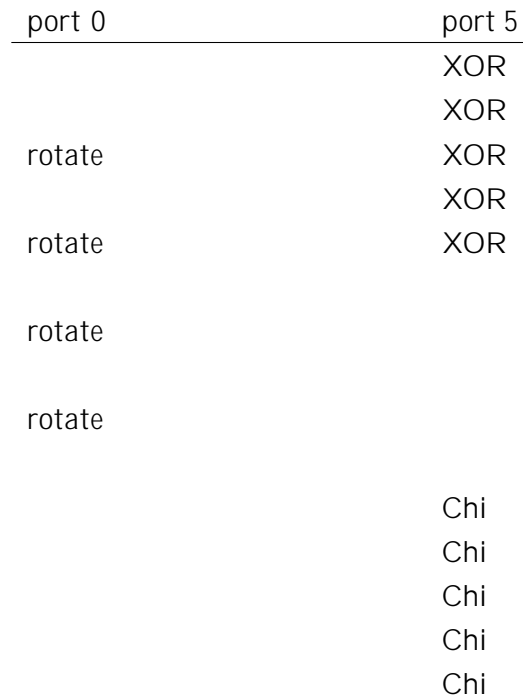 port 0 port 5
XOR
XOR
rotate XOR
XOR
rotate XOR
rotate
rotate
Chi
Chi
Chi
Chi
Chi